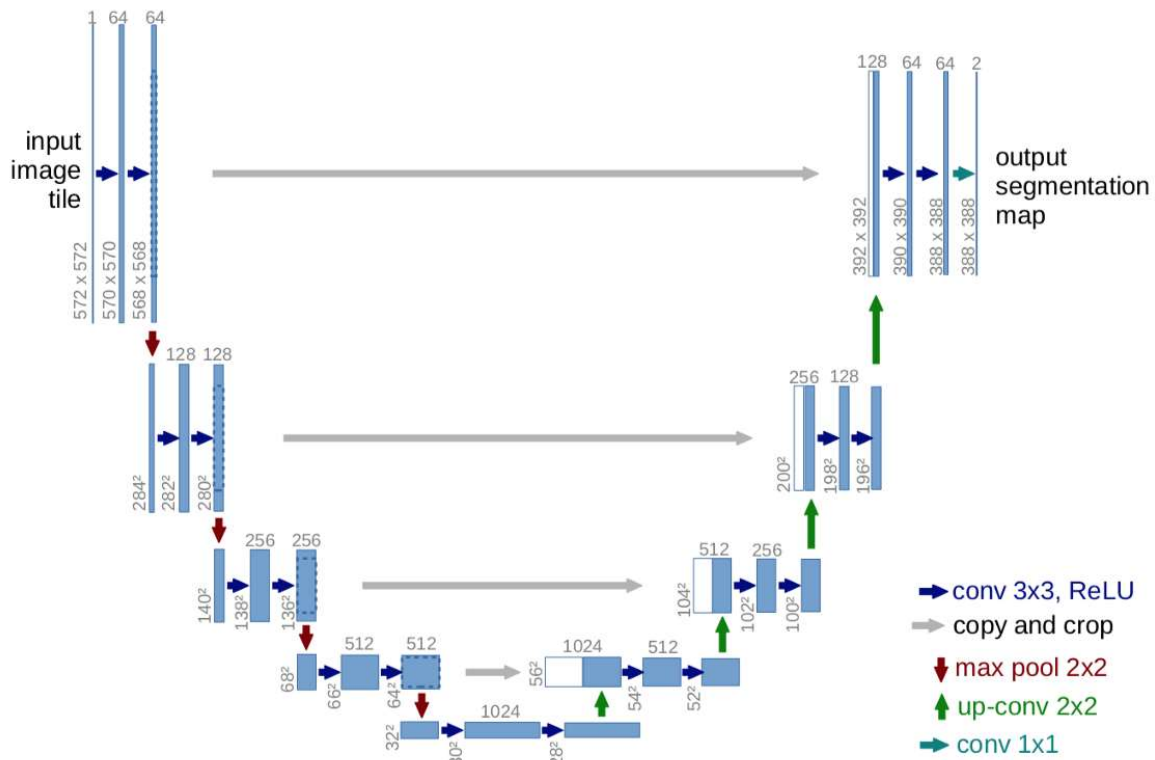 1 64 64
input
image
tile
572 x 572
570 x 570
568 x 568
128 64 64 2
output
segmentation
map
392 x 392
390 x 390
388 x 388
388 x 388
128 128
284²
282²
280²
256 128
200²
198²
196²
256 256
140²
138²
136²
512 256
104²
102²
100²
512 512
68²
66²
64²
1024 512
56²
54²
52²
1024
32²
30²
28²
conv 3x3, ReLU
copy and crop
max pool 2x2
up-conv 2x2
conv 1x1